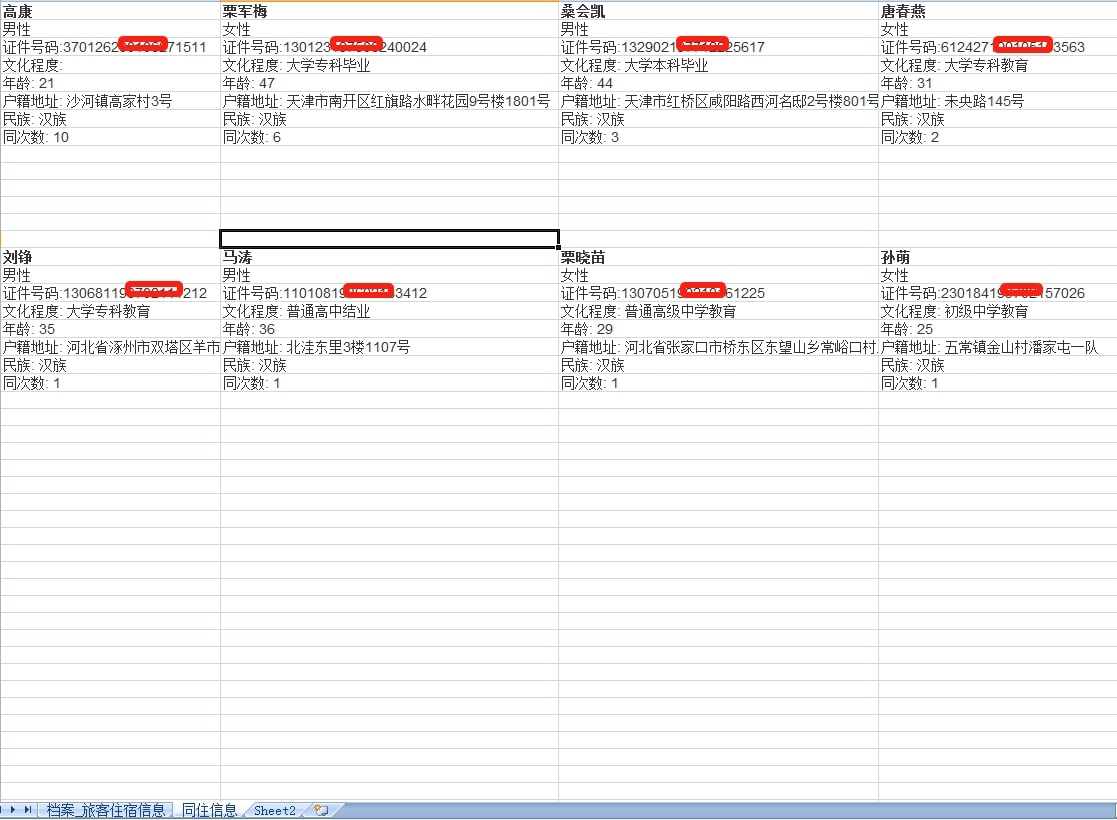 高康
男性
证件号码:370126 71511
文化程度:
年龄: 21
户籍地址: 沙河镇高家村3号
民族: 汉族
同次数: 10
栗军梅
女性
证件号码:130123 240024
文化程度: 大学专科毕业
年龄: 47
户籍地址: 天津市南开区红旗路水畔花园9号楼1801号
民族: 汉族
同次数: 6
桑会凯
男性
证件号码:132902 25617
文化程度: 大学本科毕业
年龄: 44
户籍地址: 天津市红桥区咸阳路西河名邸2号楼801号
民族: 汉族
同次数: 3
唐春燕
女性
证件号码:612427 3563
文化程度: 大学专科教育
年龄: 31
户籍地址: 未央路145号
民族: 汉族
同次数: 2
刘铮
男性
证件号码:13068119 212
文化程度: 大学专科教育
年龄: 35
户籍地址: 河北省涿州市双塔区羊市
民族: 汉族
同次数: 1
马涛
男性
证件号码:11010819 3412
文化程度: 普通高中结业
年龄: 36
户籍地址: 北洼东里3楼1107号
民族: 汉族
同次数: 1
栗晓苗
女性
证件号码:13070519 61225
文化程度: 普通高级中学教育
年龄: 29
户籍地址: 河北省张家口市桥东区东望山乡常峪口村
民族: 汉族
同次数: 1
孙萌
女性
证件号码:23018419 157026
文化程度: 初级中学教育
年龄: 25
户籍地址: 五常镇金山村潘家屯一队
民族: 汉族
同次数: 1
档案_旅客住宿信息 同住信息 Sheet2